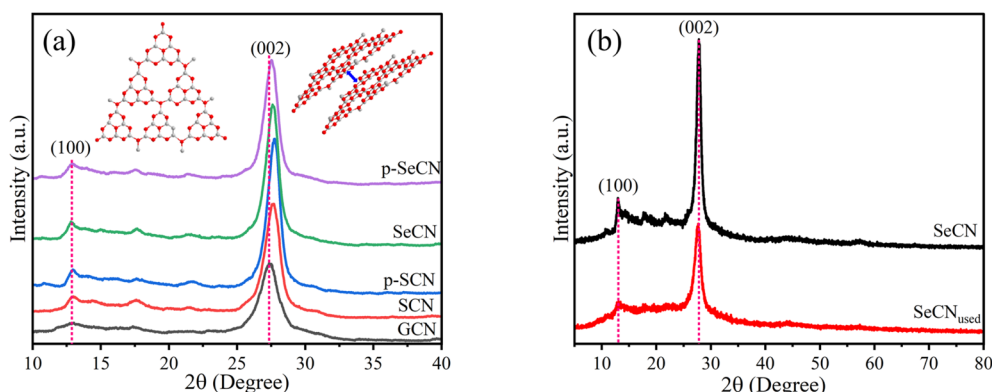 (a)
(002)
(100)
p-SeCN
SeCN
p-SCN
SCN
GCN
Intensity (a.u.)
10 15 20 25 30 35 40
2θ (Degree)
(b)
(002)
(100)
SeCN
SeCNused
Intensity (a.u.)
10 20 30 40 50 60 70 80
2θ (Degree)